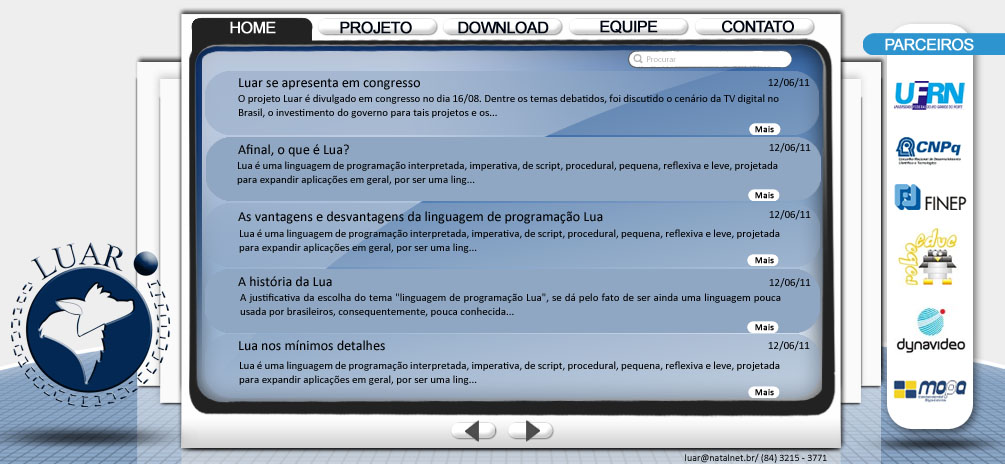 HOME
PROJETO
DOWNLOAD
EQUIPE
CONTATO
PARCEIROS
Procurar
Luar se apresenta em congresso
12/06/11
O projeto Luar é divulgado em congresso no dia 16/08. Dentre os temas debatidos, foi discutido o cenário da TV digital no
Brasil, o investimento do governo para tais projetos e os...
Mais
Afinal, o que é Lua?
12/06/11
Lua é uma linguagem de programação interpretada, imperativa, de script, procedural, pequena, reflexiva e leve, projetada
para expandir aplicações em geral, por ser uma ling...
Mais
As vantagens e desvantagens da linguagem de programação Lua
12/06/11
Lua é uma linguagem de programação interpretada, imperativa, de script, procedural, pequena, reflexiva e leve, projetada
para expandir aplicações em geral, por ser uma ling...
Mais
A história da Lua
12/06/11
A justificativa da escolha do tema "linguagem de programação Lua", se dá pelo fato de ser ainda uma linguagem pouca
usada por brasileiros, consequentemente, pouca conhecida...
Mais
Lua nos mínimos detalhes
12/06/11
Lua é uma linguagem de programação interpretada, imperativa, de script, procedural, pequena, reflexiva e leve, projetada
para expandir aplicações em geral, por ser uma ling...
Mais
LUAR
UFRN
CNPq
Conselho Nacional de Desenvolvimento
Científico e Tecnológico
FINEP
robo educ
dynavideo
moga
luar@natalnet.br/ (84) 3215 - 3771